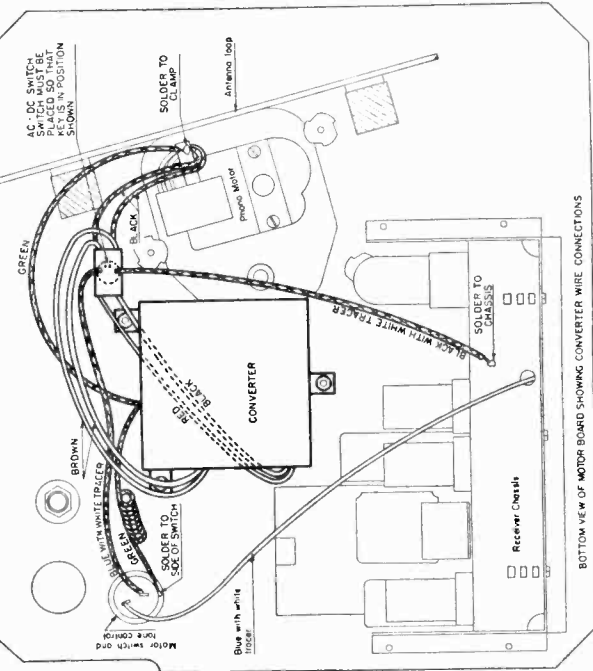 AC - DC SWITCH
SWITCH MUST BE
PLACED SO THAT
KEY IS IN POSITION
SHOWN
SOLDER TO
CLAMP
Antenna loop
GREEN
BLACK
Phono Motor
BROWN
BLUE WITH WHITE TRACER
GREEN
SOLDER TO
SIDE OF SWITCH
Motor switch and
tone control
RED
BLACK
CONVERTER
BLACK WITH WHITE TRACER
SOLDER TO
CHASSIS
Blue with white
tracer
Receiver Chassis
BOTTOM VIEW OF MOTOR BOARD SHOWING CONVERTER WIRE CONNECTIONS